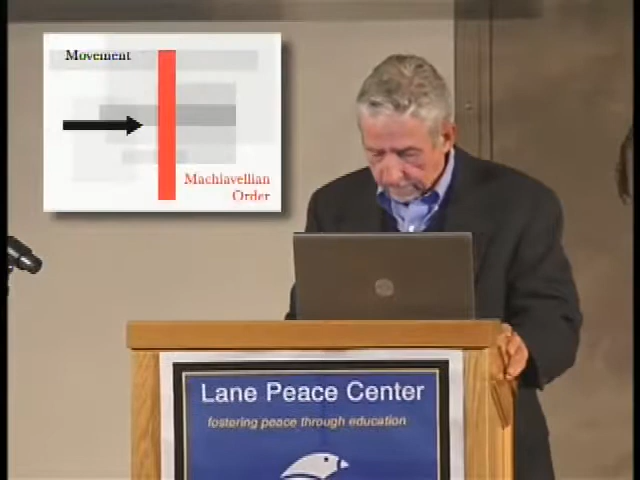 Movement
Machiavellian
Order
Lane Peace Center
fostering peace through education